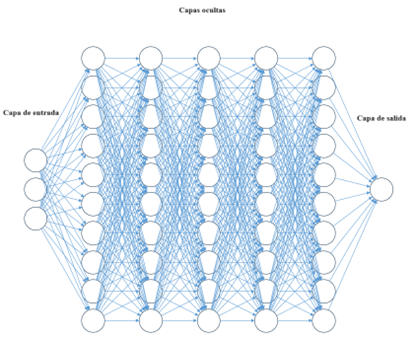 Capas ocultas
Capa de entrada
Capa de salida